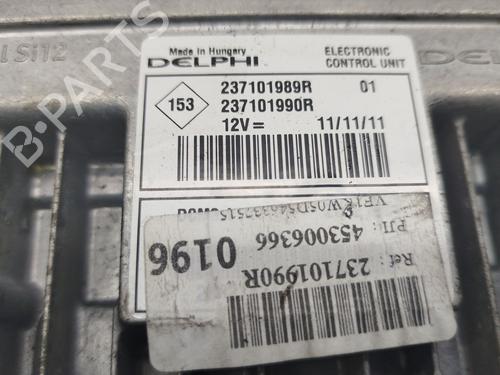 Made in Hungary
DELPHI
ELECTRONIC
CONTROL UNIT
153
237101989R 01
237101990R
12V= 11/11/11
0196
P/I: 453006366
Ref : 237101990R
B-PARTS